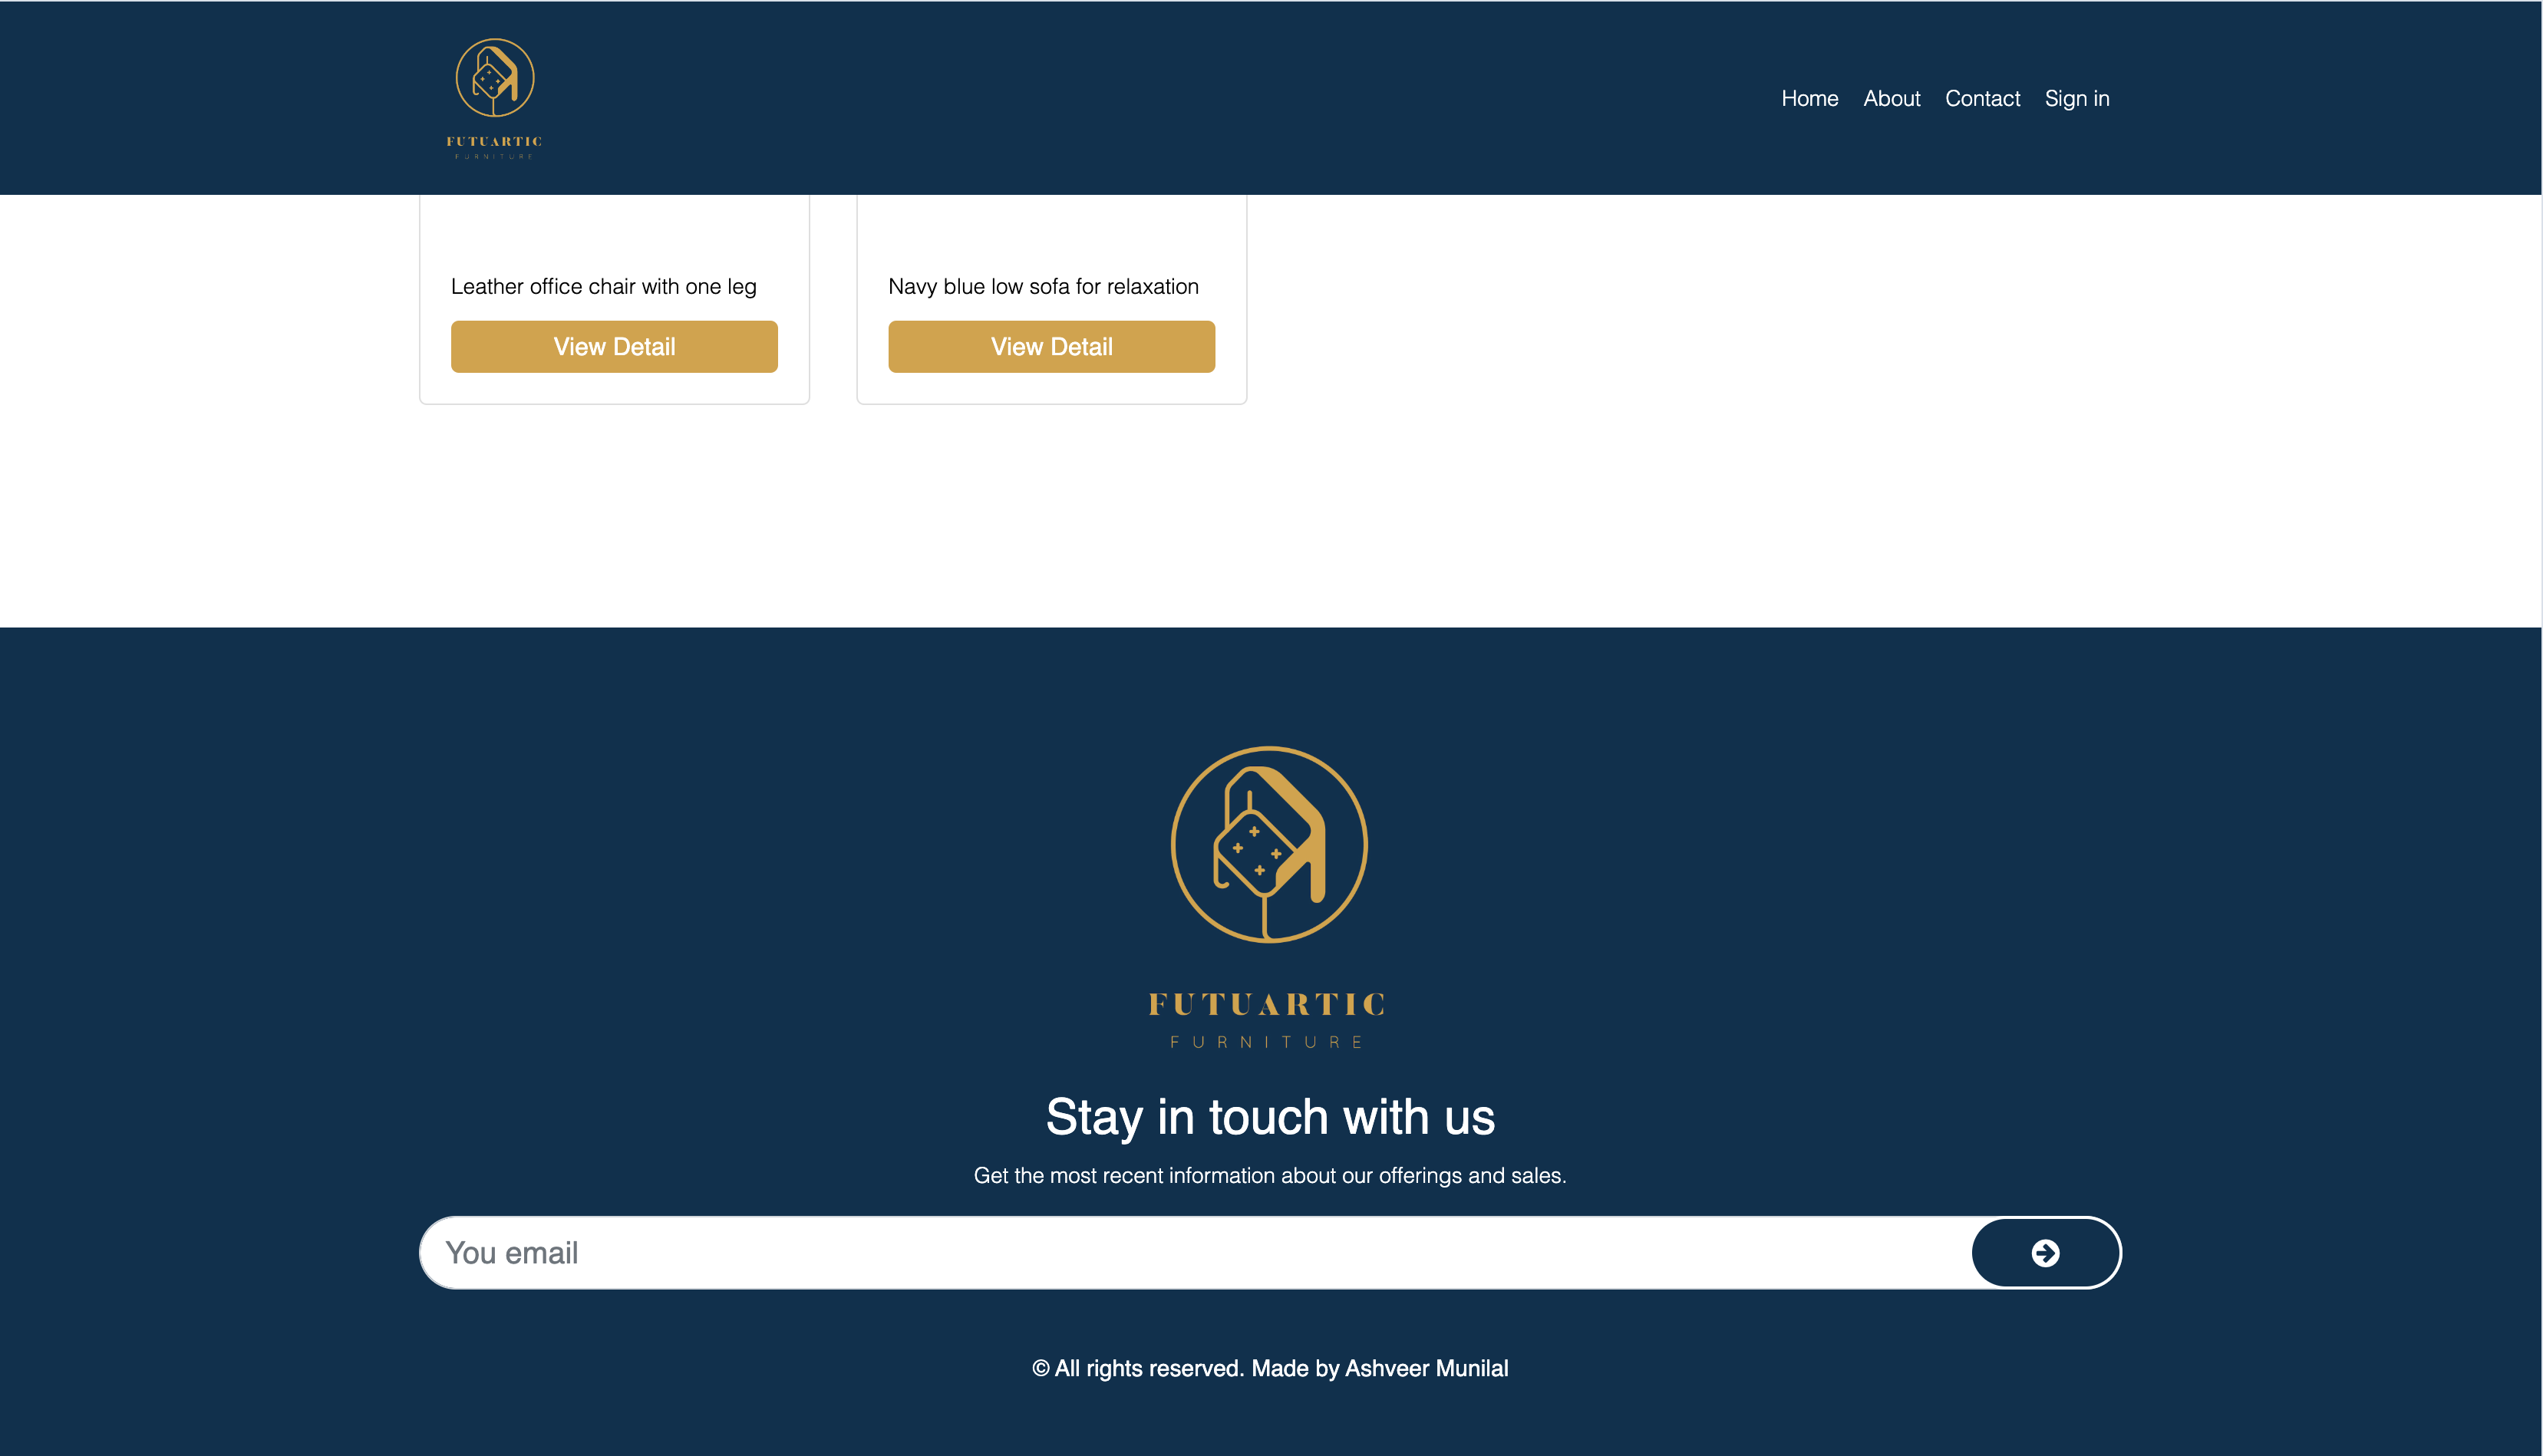 FUTUARTIC
FURNITURE
Home About Contact Sign in
Leather office chair with one leg
Navy blue low sofa for relaxation
View Detail
View Detail
FUTUARTIC
FURNITURE
Stay in touch with us
Get the most recent information about our offerings and sales.
You email
© All rights reserved. Made by Ashveer Munilal